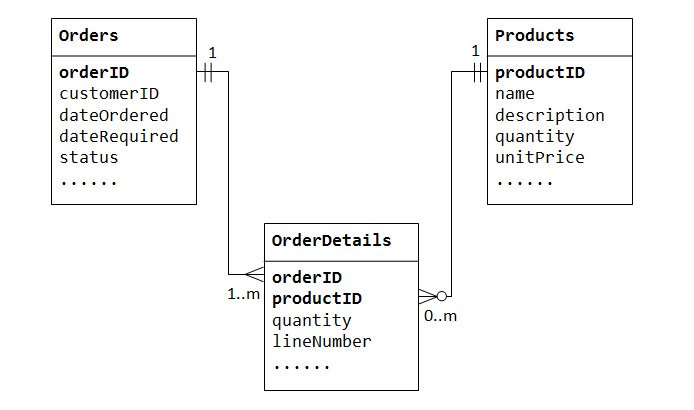 Orders
orderID
customerID
dateOrdered
dateRequired
status
......
1
1
Products
productID
name
description
quantity
unitPrice
......
OrderDetails
orderID
productID
quantity
lineNumber
......
1..m
0..m